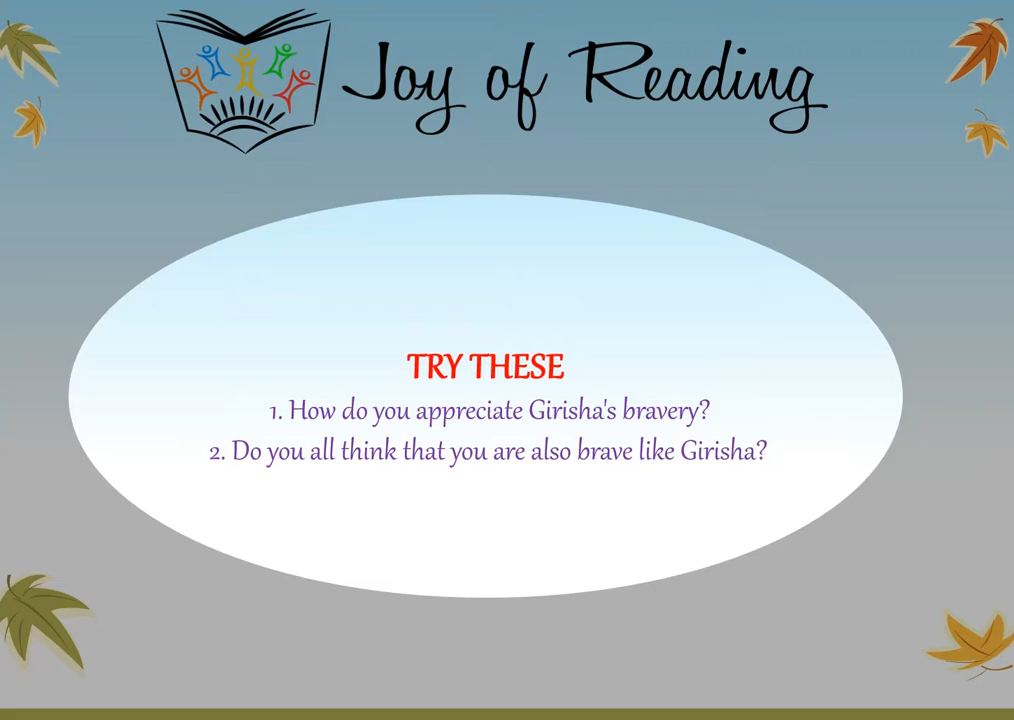 Joy of Reading
TRY THESE
1. How do you appreciate Girisha's bravery?
2. Do you all think that you are also brave like Girisha?